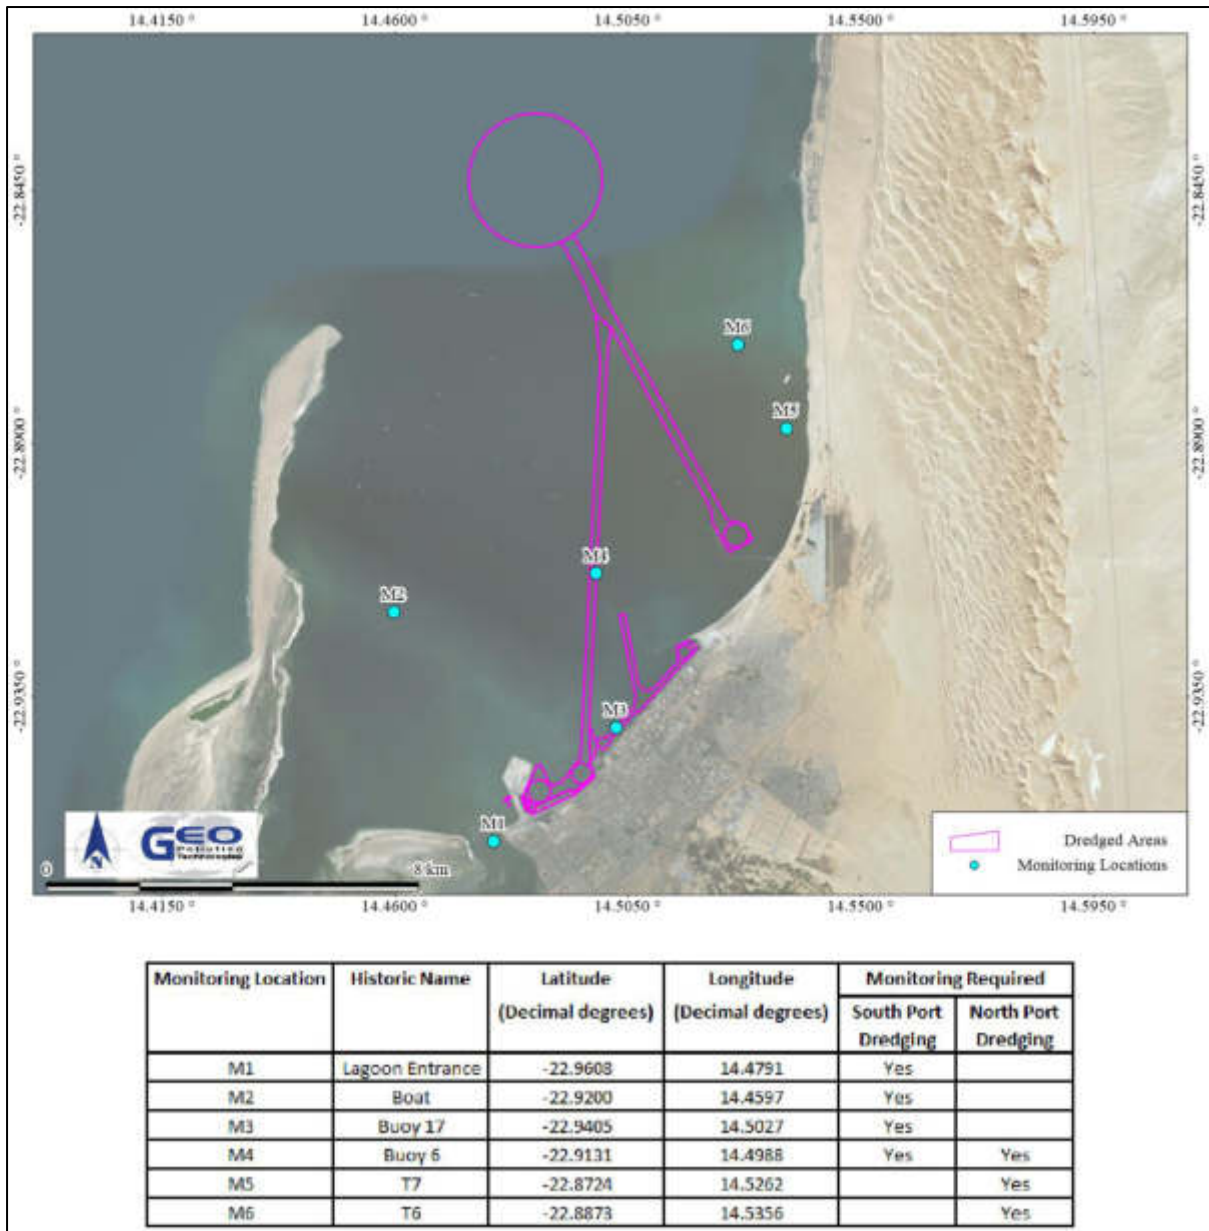 14.4150 ° 14.4600 ° 14.5050 ° 14.5500 ° 14.5950 °
-22.8450 ° -22.8450 °
M6
M5
-22.8900 ° -22.8900 °
M4
M2
-22.9350 ° -22.9350 °
M3
M1
N
GEO
Pollution
Technologies
0 8 km
Dredged Areas
Monitoring Locations
14.4150 ° 14.4600 ° 14.5050 ° 14.5500 ° 14.5950 °
Monitoring Location Historic Name Latitude Longitude Monitoring Required
(Decimal degrees) (Decimal degrees) South Port North Port
Dredging Dredging
M1 Lagoon Entrance -22.9608 14.4791 Yes
M2 Boat -22.9200 14.4597 Yes
M3 Buoy 17 -22.9405 14.5027 Yes
M4 Buoy 6 -22.9131 14.4988 Yes Yes
M5 T7 -22.8724 14.5262 Yes
M6 T6 -22.8873 14.5356 Yes